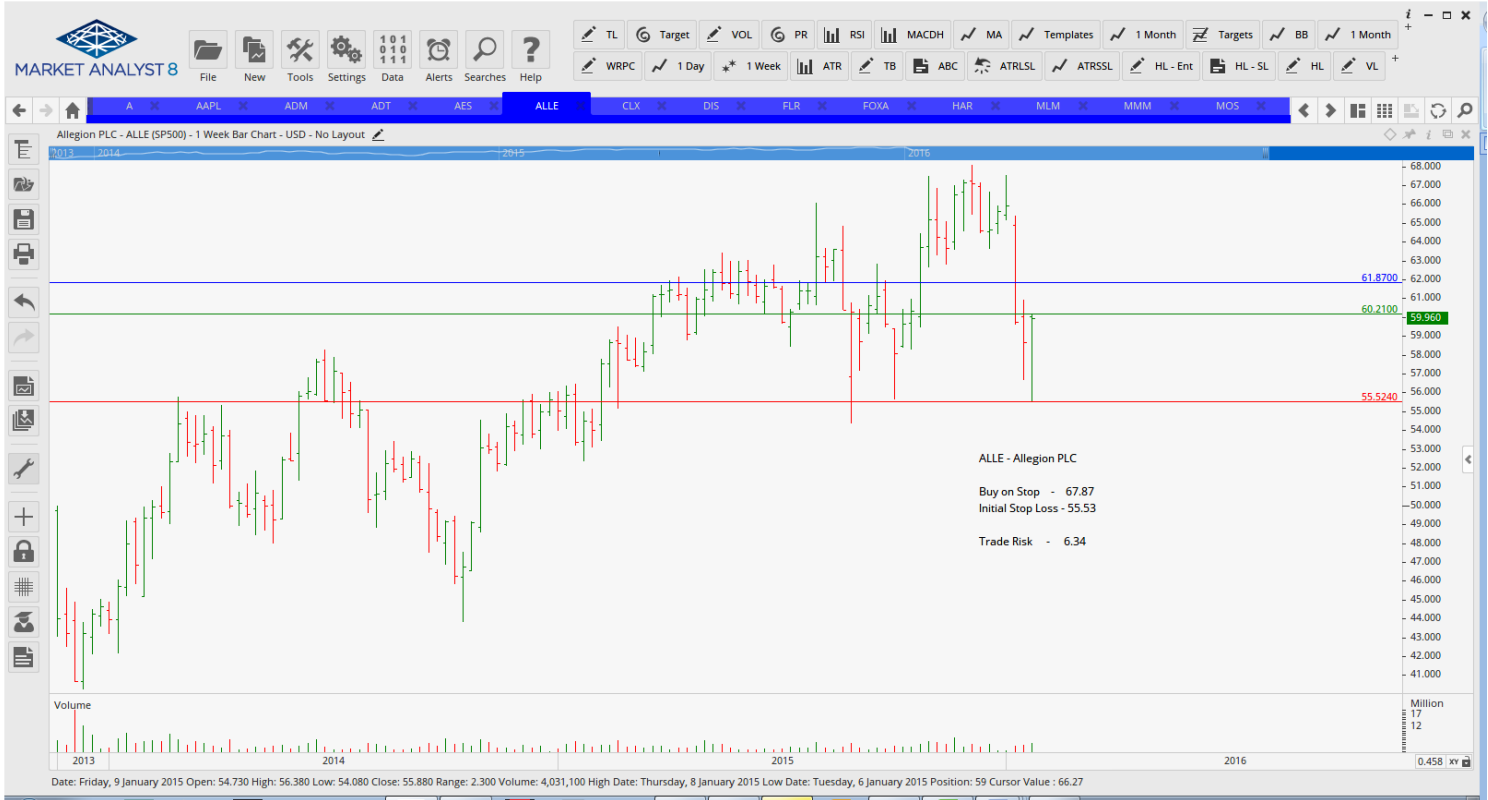 TL Target VOL PR RSI MACDH MA Templates 1 Month Targets BB 1 Month
MARKET ANALYST 8
File New Tools Settings Data Alerts Searches Help
WRPC 1 Day 1 Week ATR TB ABC ATRLSL ATRSSL HL - Ent HL - SL HL VL
A AAPL ADM ADT AES ALLE CLX DIS FLR FOXA HAR MLM MMM MOS
Allegion PLC - ALLE (SP500) - 1 Week Bar Chart - USD - No Layout
2013 2014 2015 2016
68.000
67.000
66.000
65.000
64.000
63.000
61.8700
62.000
61.000
60.2100
59.960
59.000
58.000
57.000
56.000
55.5240
55.000
54.000
53.000
ALLE - Allegion PLC
52.000
51.000
Buy on Stop - 67.87
50.000
Initial Stop Loss - 55.53
49.000
Trade Risk - 6.34
48.000
47.000
46.000
45.000
44.000
43.000
42.000
41.000
Volume
Million
17
12
2013 2014 2015 2016
0.458 XY
Date: Friday, 9 January 2015 Open: 54.730 High: 56.380 Low: 54.080 Close: 55.880 Range: 2.300 Volume: 4,031,100 High Date: Thursday, 8 January 2015 Low Date: Tuesday, 6 January 2015 Position: 59 Cursor Value : 66.27